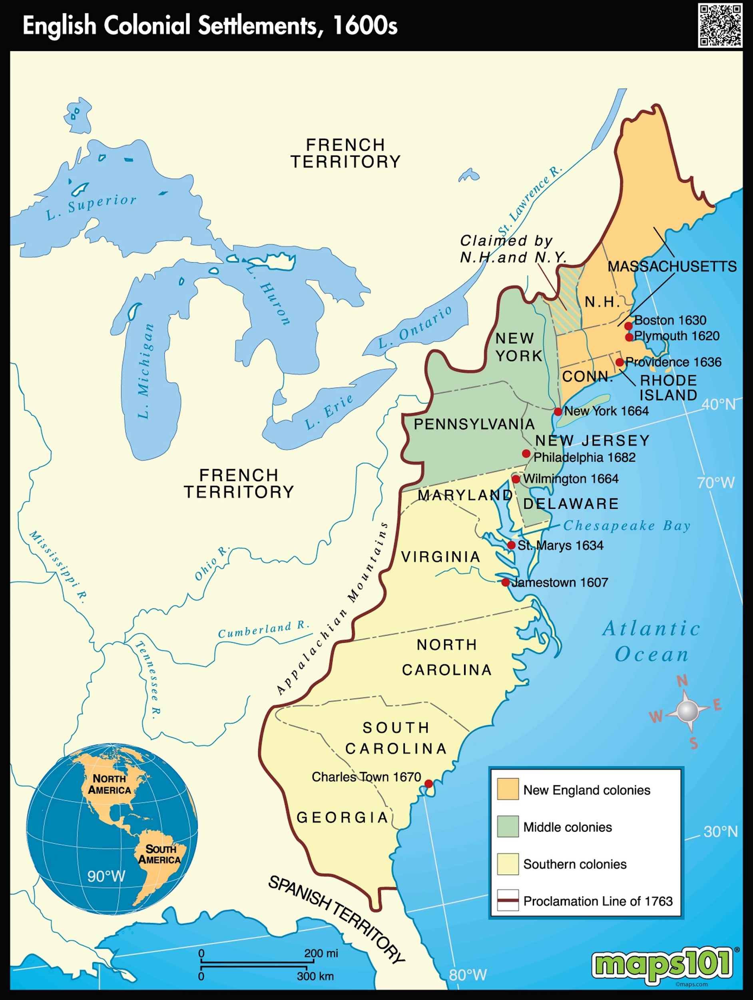 English Colonial Settlements, 1600s
FRENCH
TERRITORY
St. Lawrence R.
L. Superior
Claimed by
N.H. and N.Y.
MASSACHUSETTS
L. Huron
N.H.
L. Michigan
L. Ontario
Boston 1630
NEW
YORK
Plymouth 1620
Providence 1636
CONN.
RHODE
ISLAND
L. Erie
40°N
New York 1664
PENNSYLVANIA
NEW JERSEY
Philadelphia 1682
FRENCH
TERRITORY
Wilmington 1664
70°W
MARYLAND
DELAWARE
Chesapeake Bay
Mississippi R.
Ohio R.
Appalachian Mountains
St. Marys 1634
VIRGINIA
Jamestown 1607
Cumberland R.
Tennessee R.
Atlantic
Ocean
NORTH
CAROLINA
N
E
W
S
SOUTH
CAROLINA
Charles Town 1670
GEORGIA
NORTH
AMERICA
SOUTH
AMERICA
90°W
New England colonies
Middle colonies
Southern colonies
Proclamation Line of 1763
30°N
SPANISH TERRITORY
0 200 mi
0 300 km
80°W
maps101®
©maps.com